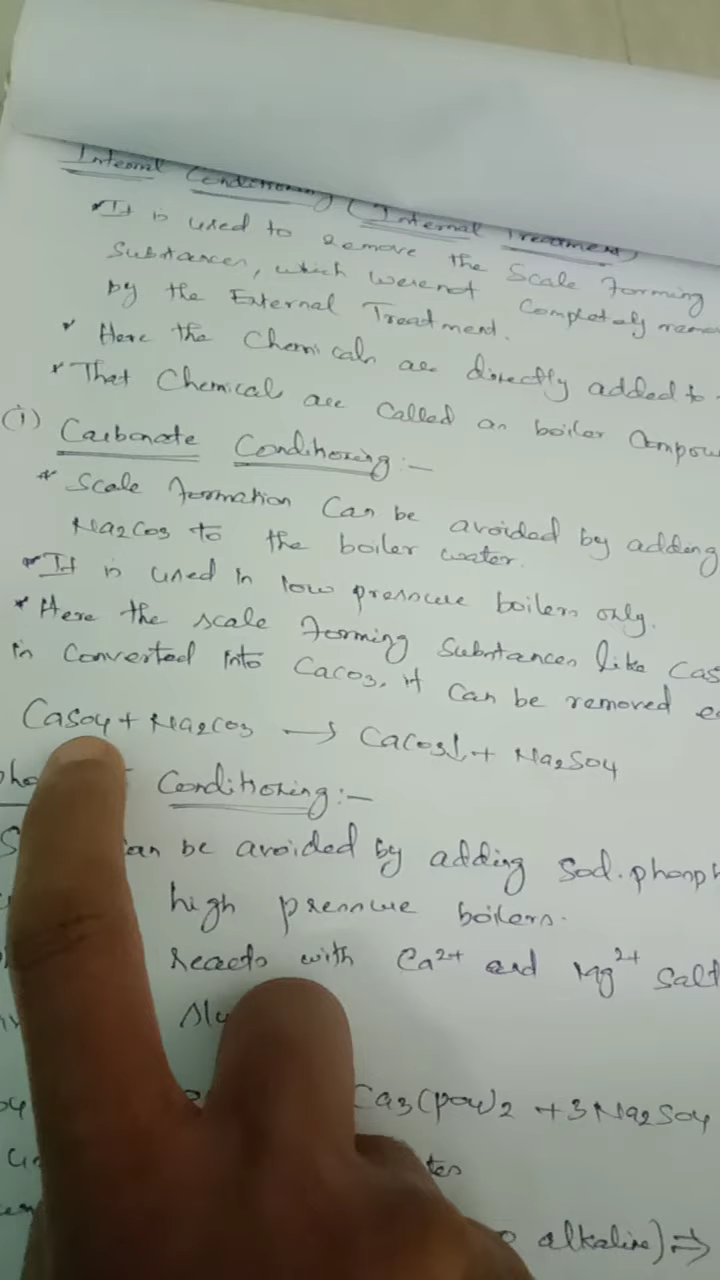 Internal Conditioning (Internal Treatment)
* It is used to remove the Scale forming
Substances, which were not completely
by the External Treatment.
* Here the Chemicals are directly added to
* That Chemicals are called as boiler
(i) Carbonate Conditioning:-
* Scale formation can be avoided by adding
Na2CO3 to the boiler water.
* It is used in low pressure boilers only.
* Here the scale forming substances like
is converted into CaCO3, it can be removed
CaSO4 + Na2CO3 → CaCO3↓ + Na2SO4
Conditioning:-
can be avoided by adding Sod.
high pressure boilers.
reacts with Ca2+ and Mg2+
Ca3(PO4)2 + 3Na2SO4
alkaline) ⇒